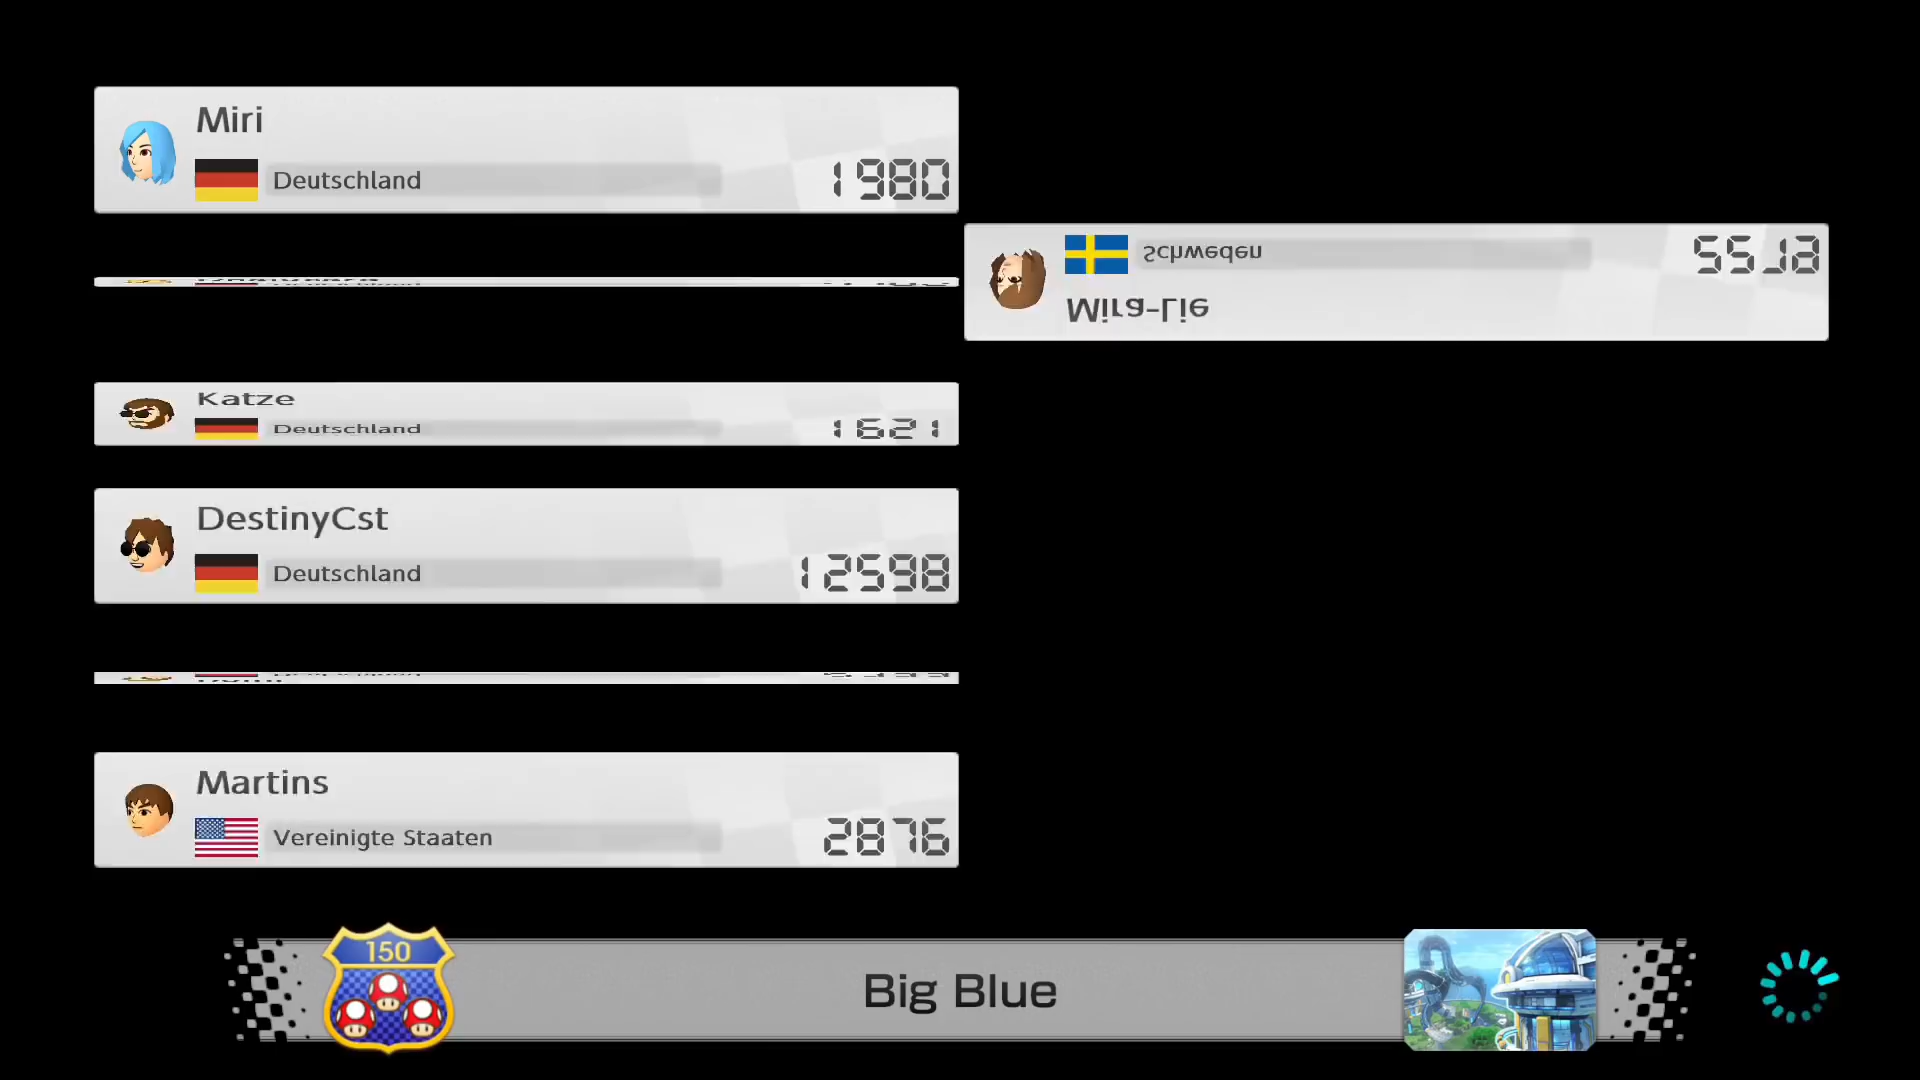 Miri
Deutschland
1980
Schweden
2278
Mira-Lie
Katze
Deutschland
1621
DestinyCst
Deutschland
12598
Martins
Vereinigte Staaten
2876
150
Big Blue